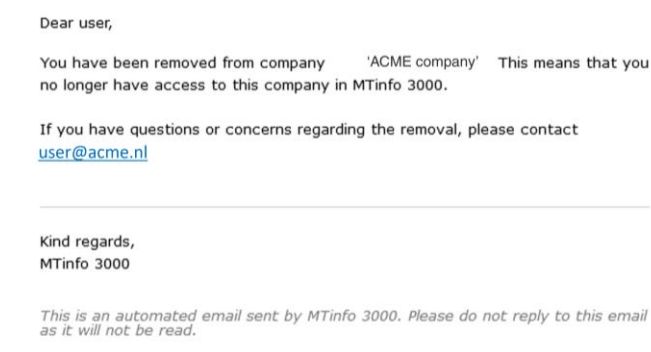 Dear user,
You have been removed from company 'ACME company' This means that you
no longer have access to this company in MTinfo 3000.
If you have questions or concerns regarding the removal, please contact
user@acme.nl
Kind regards,
MTinfo 3000
This is an automated email sent by MTinfo 3000. Please do not reply to this email
as it will not be read.